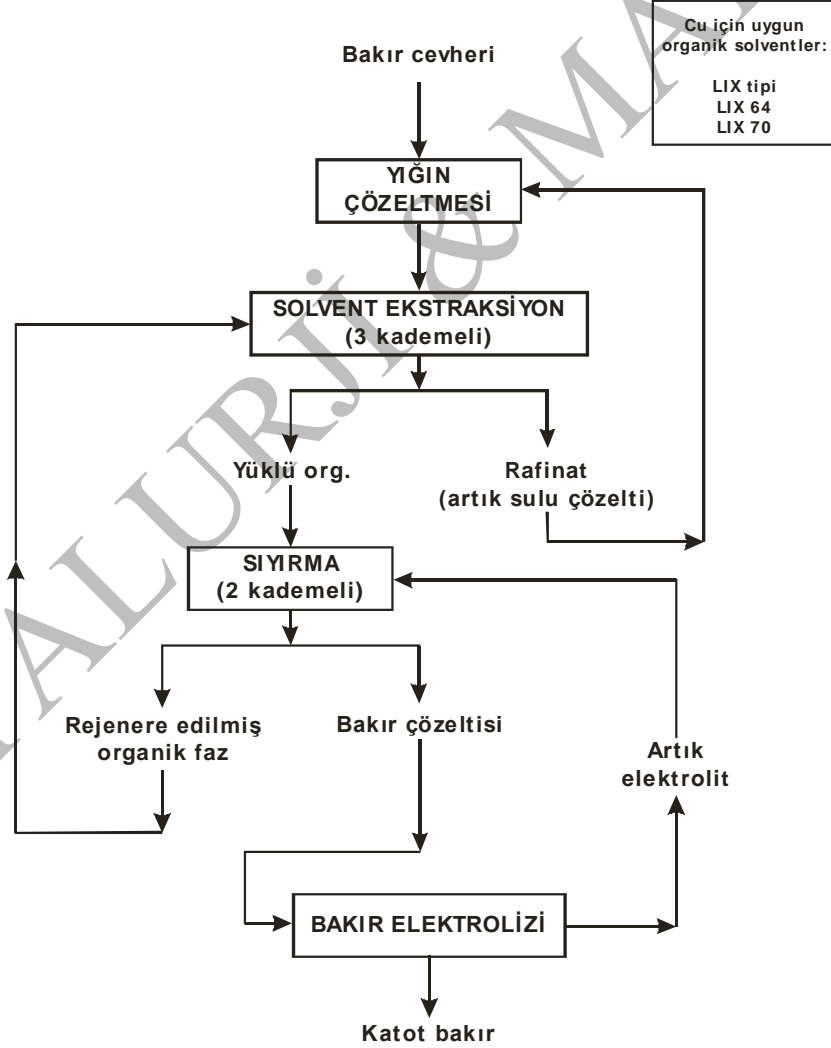 Cu için uygun
organik solventler:
LIX tipi
LIX 64
LIX 70
Bakır cevheri
YIĞIN
ÇÖZELTMESİ
SOLVENT EKSTRAKSİYON
(3 kademeli)
Yüklü org.
Rafinat
(artık sulu çözelti)
SIYIRMA
(2 kademeli)
Rejenere edilmiş
organik faz
Bakır çözeltisi
Artık
elektrolit
BAKIR ELEKTROLİZİ
Katot bakır
ALURJİ & MA